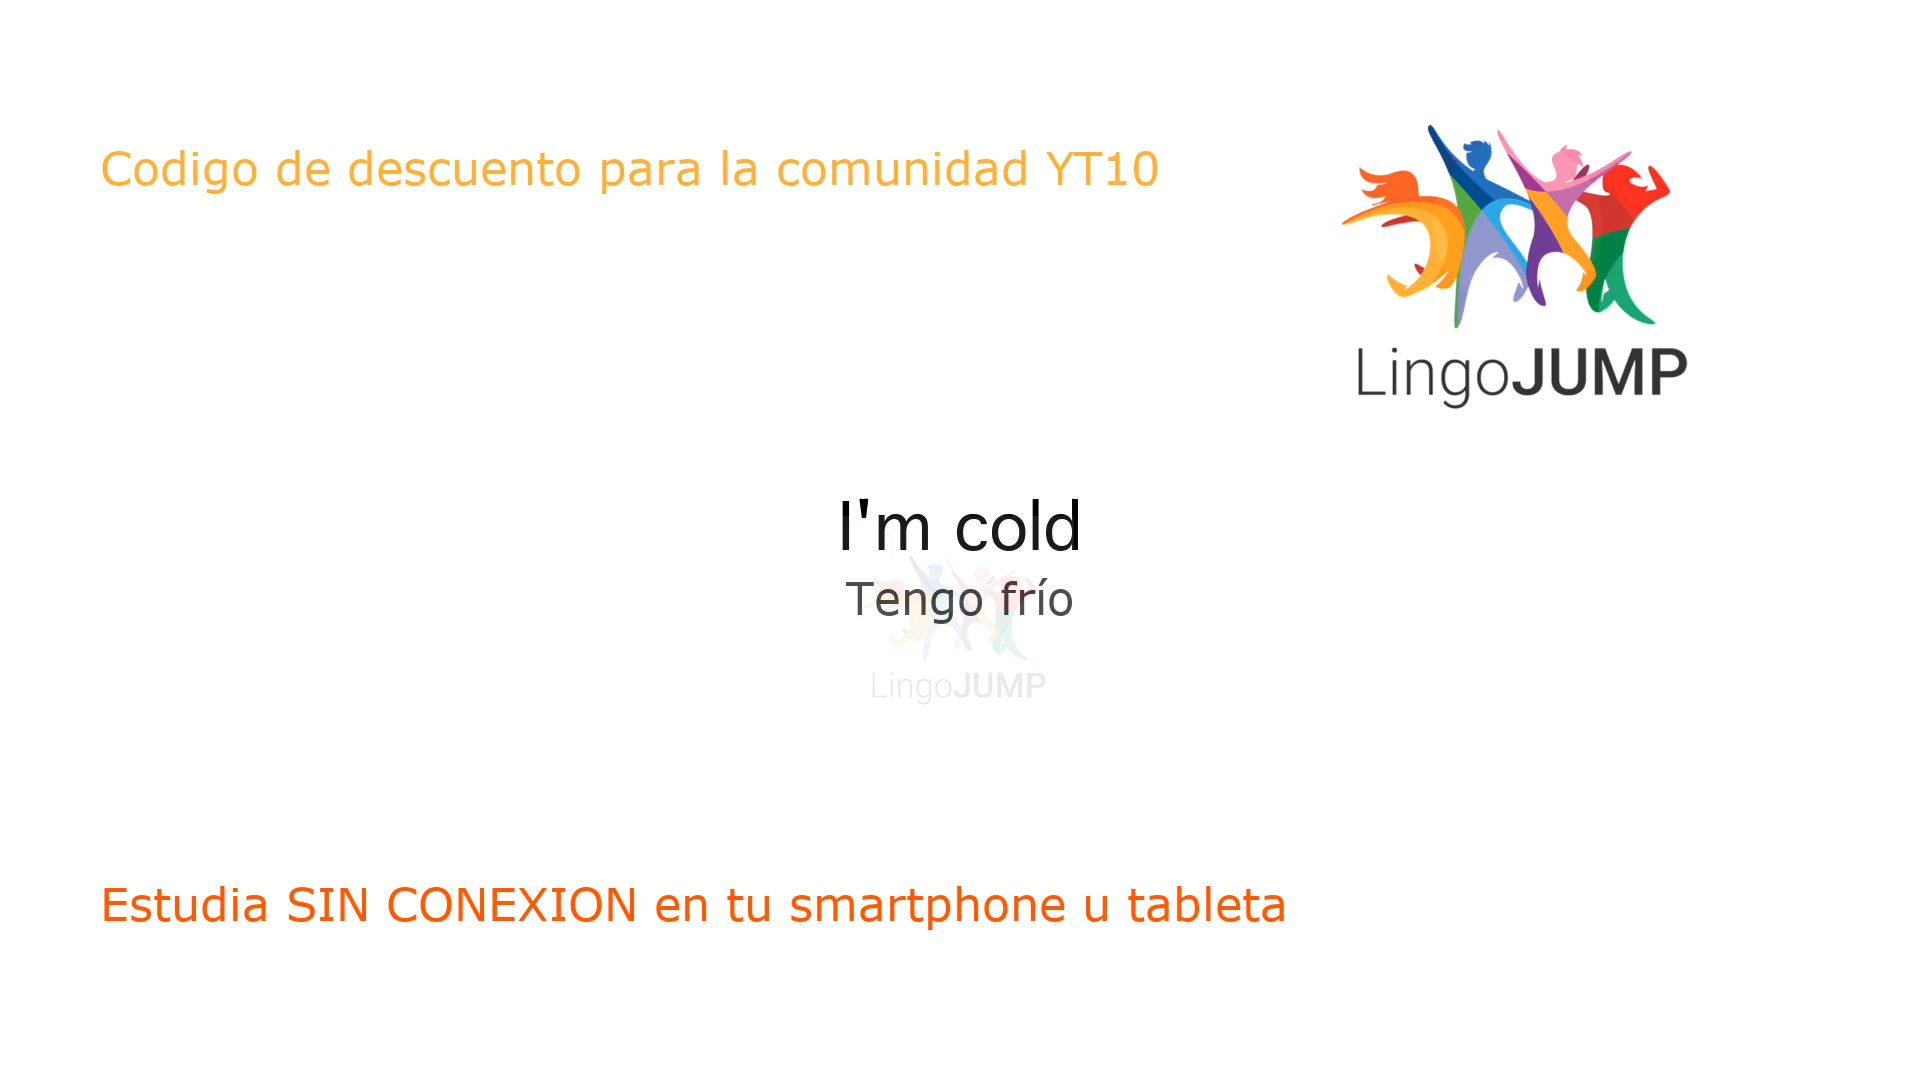 Codigo de descuento para la comunidad YT10
LingoJUMP
I'm cold
Tengo frío
LingoJUMP
Estudia SIN CONEXION en tu smartphone u tableta